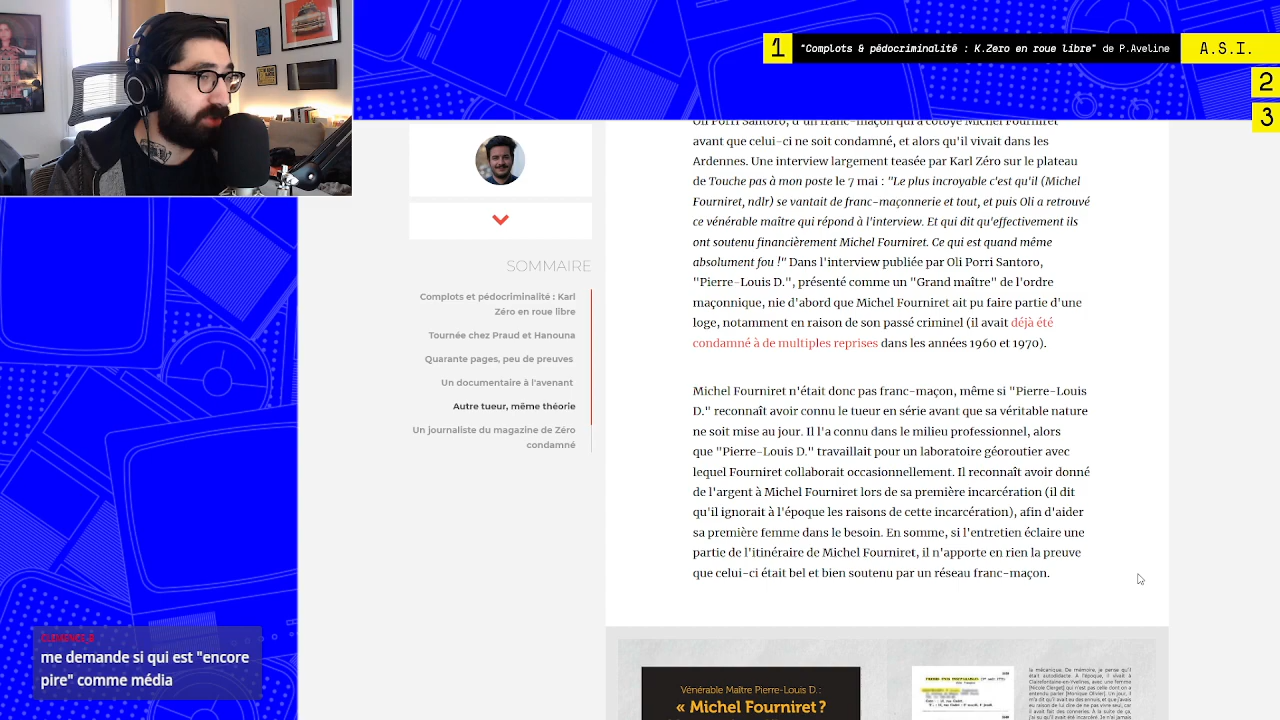 1 "Complots & pédocriminalité : K.Zero en roue libre" de P.Aveline A.S.I.
2
3
Oli Porri Santoro, d'un franc-maçon qui a côtoyé Michel Fourniret
avant que celui-ci ne soit condamné, et alors qu'il vivait dans les
Ardennes. Une interview largement teasée par Karl Zéro sur le plateau
de Touche pas à mon poste le 7 mai : "Le plus incroyable c'est qu'il (Michel
Fourniret, ndlr) se vantait de franc-maçonnerie et tout, et puis Oli a retrouvé
ce vénérable maître qui répond à l'interview. Et qui dit qu'effectivement ils
ont soutenu financièrement Michel Fourniret. Ce qui est quand même
absolument fou !" Dans l'interview publiée par Oli Porri Santoro,
"Pierre-Louis D.", présenté comme un "Grand maître" de l'ordre
maçonnique, nie d'abord que Michel Fourniret ait pu faire partie d'une
loge, notamment en raison de son passé criminel (il avait déjà été
condamné à de multiples reprises dans les années 1960 et 1970).
SOMMAIRE
Complots et pédocriminalité : Karl
Zéro en roue libre
Tournée chez Praud et Hanouna
Quarante pages, peu de preuves
Un documentaire à l'avenant
Autre tueur, même théorie
Un journaliste du magazine de Zéro
condamné
Michel Fourniret n'était donc pas franc-maçon, même si "Pierre-Louis
D." reconnaît avoir connu le tueur en série avant que sa véritable nature
ne soit mise au jour. Il l'a connu dans le milieu professionnel, alors
que "Pierre-Louis D." travaillait pour un laboratoire géoroutier avec
lequel Fourniret collaborait occasionnellement. Il reconnaît avoir donné
de l'argent à Michel Fourniret lors de sa première incarcération (il dit
qu'il ignorait à l'époque les raisons de cette incarcération), afin d'aider
sa première femme dans le besoin. En somme, si l'entretien éclaire une
partie de l'itinéraire de Michel Fourniret, il n'apporte en rien la preuve
que celui-ci était bel et bien soutenu par un réseau franc-maçon.
CLEMENCE_B
me demande si qui est "encore
pire" comme média
Vénérable Maître Pierre-Louis D. :
« Michel Fourniret ?
la mécanique. De mémoire, je pense qu'il
était autodidacte. À l'époque, il vivait à